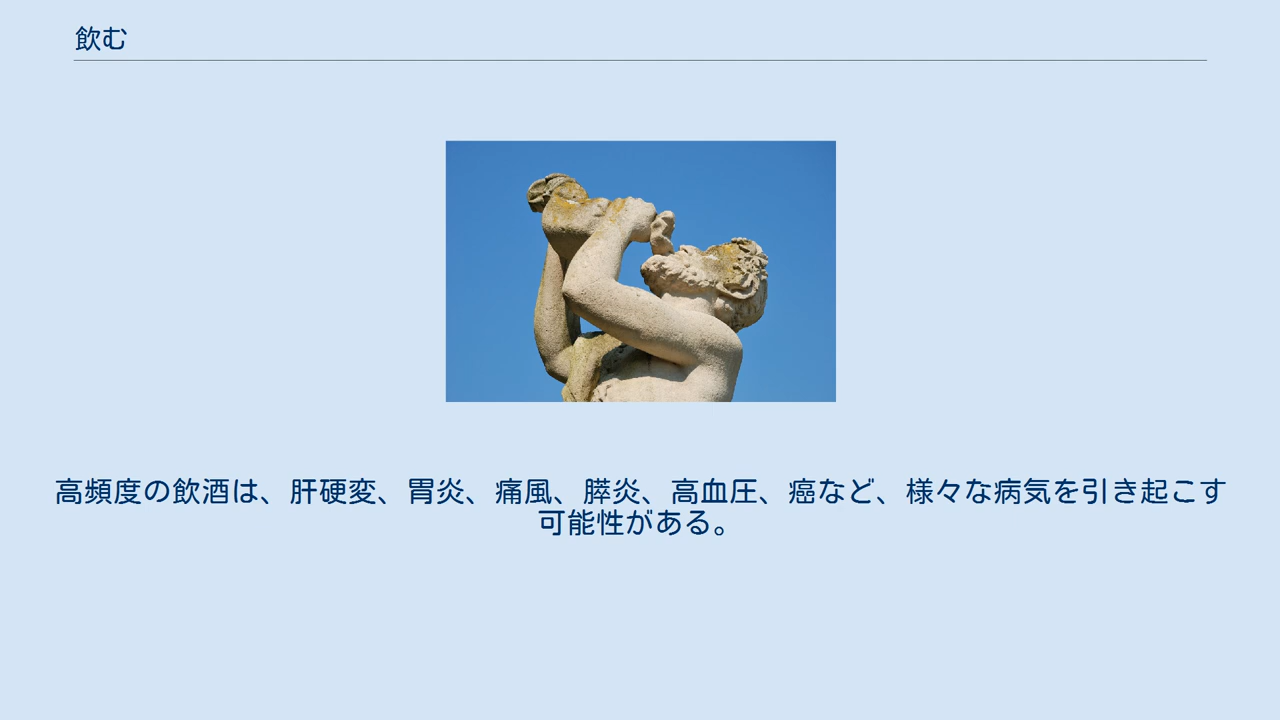 飲む
高頻度の飲酒は、肝硬変、胃炎、痛風、膵炎、高血圧、癌など、様々な病気を引き起こす
可能性がある。